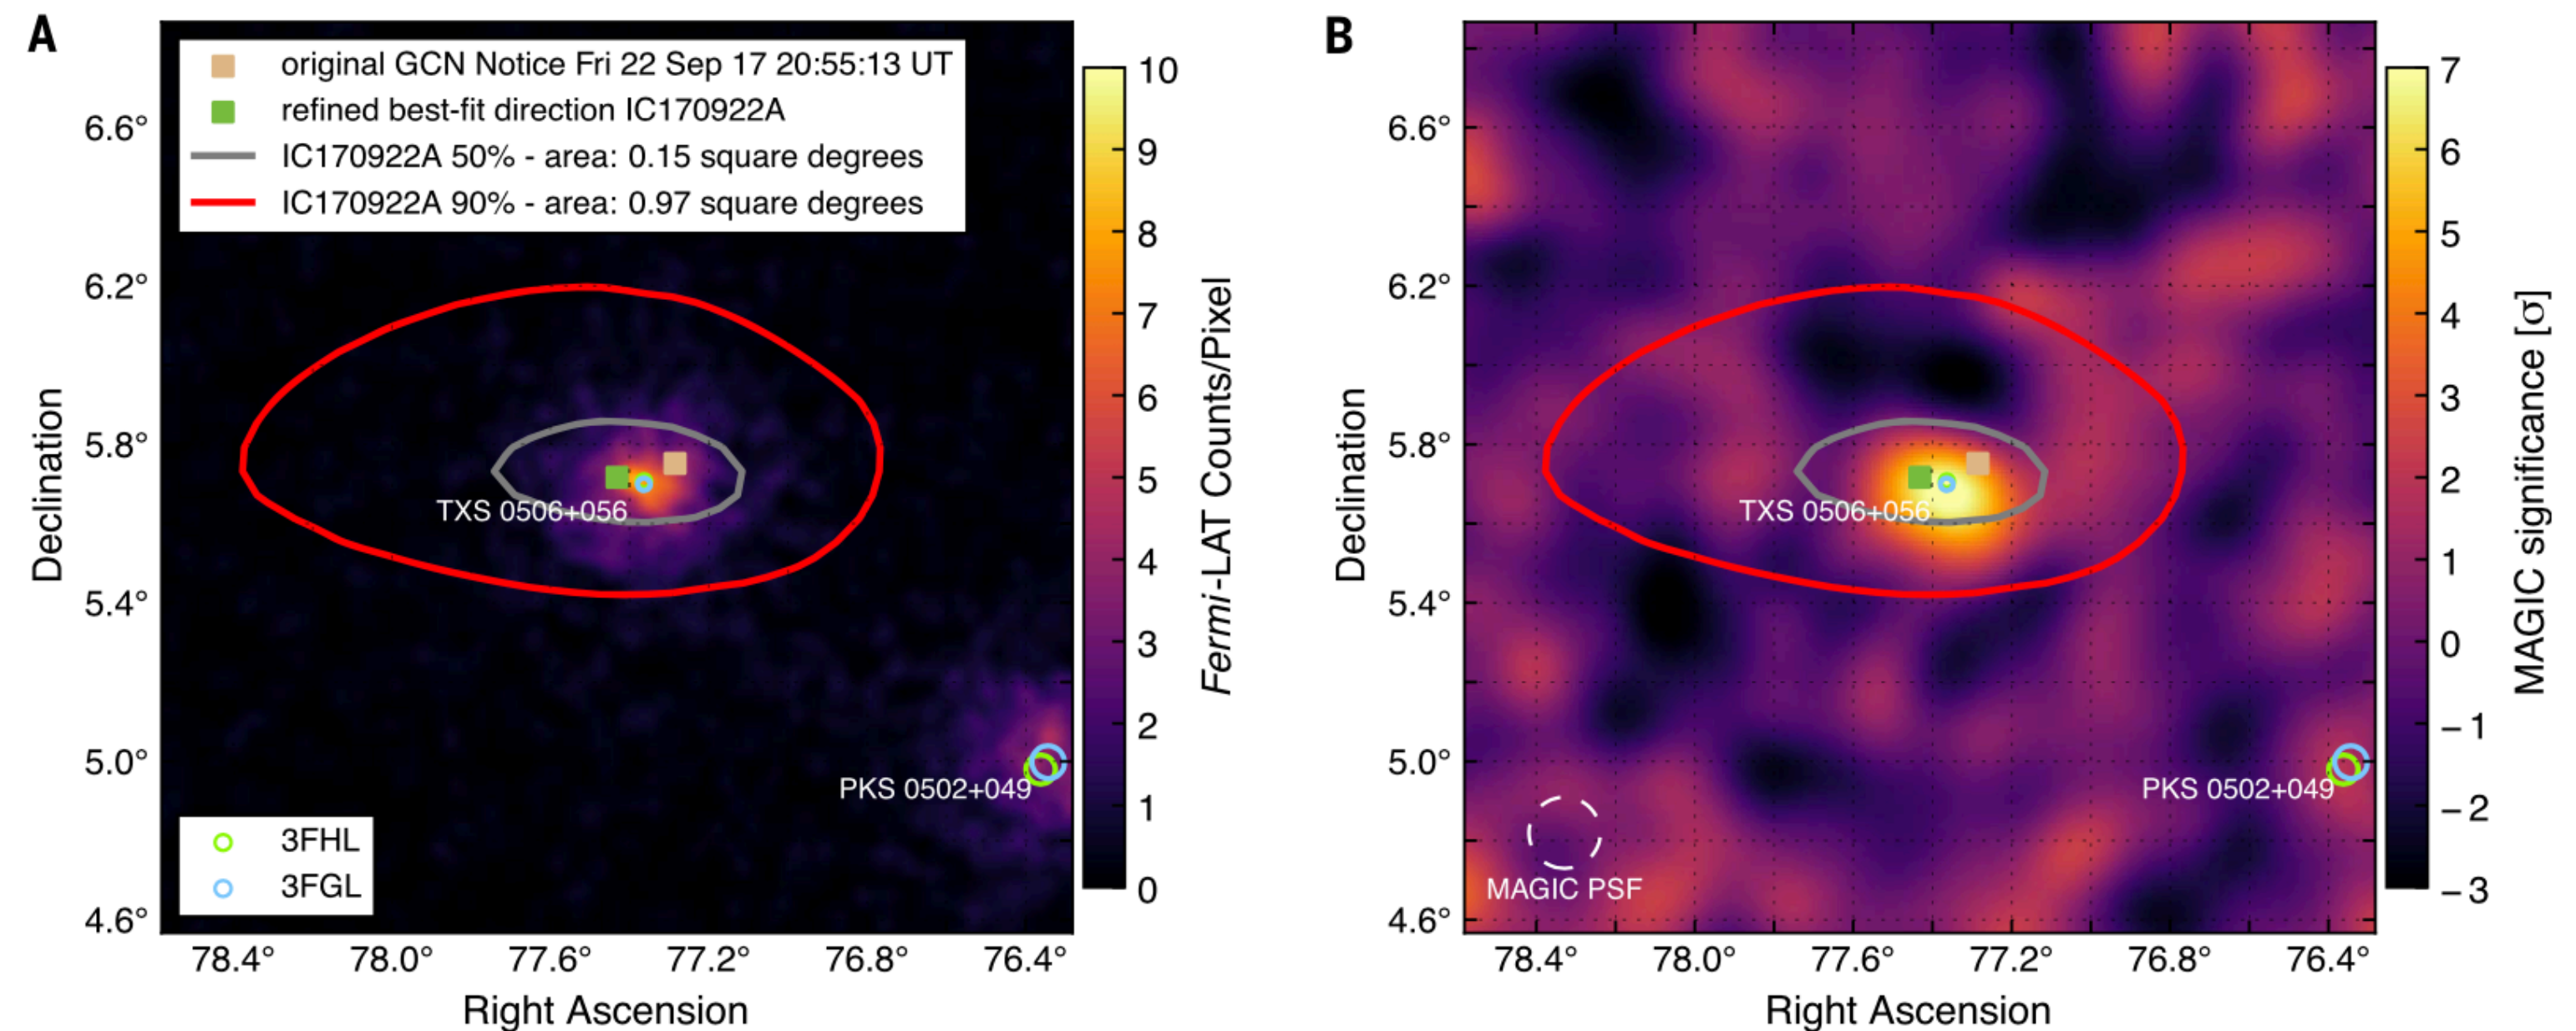 A
original GCN Notice Fri 22 Sep 17 20:55:13 UT
refined best-fit direction IC170922A
IC170922A 50% - area: 0.15 square degrees
IC170922A 90% - area: 0.97 square degrees
6.6°
6.2°
5.8°
5.4°
5.0°
4.6°
Declination
TXS 0506+056
PKS 0502+049
3FHL
3FGL
78.4°
78.0°
77.6°
77.2°
76.8°
76.4°
Right Ascension
10
9
8
7
6
5
4
3
2
1
0
Fermi-LAT Counts/Pixel
B
6.6°
6.2°
5.8°
5.4°
5.0°
4.6°
Declination
TXS 0506+056
PKS 0502+049
MAGIC PSF
78.4°
78.0°
77.6°
77.2°
76.8°
76.4°
Right Ascension
7
6
5
4
3
2
1
0
−1
−2
−3
MAGIC significance [σ]